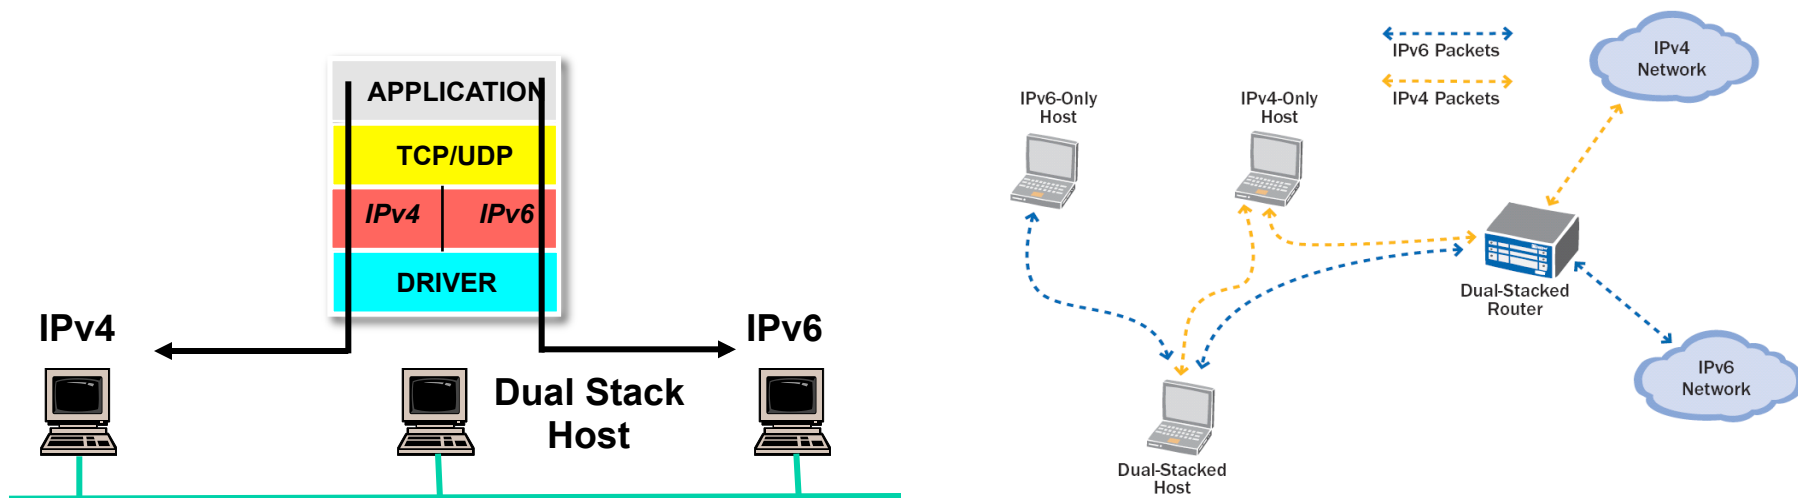 APPLICATION
TCP/UDP
IPv4
IPv6
DRIVER
IPv4
IPv6
Dual Stack
Host
IPv6 Packets
IPv4 Packets
IPv4
Network
IPv6-Only
Host
IPv4-Only
Host
Dual-Stacked
Router
IPv6
Network
Dual-Stacked
Host